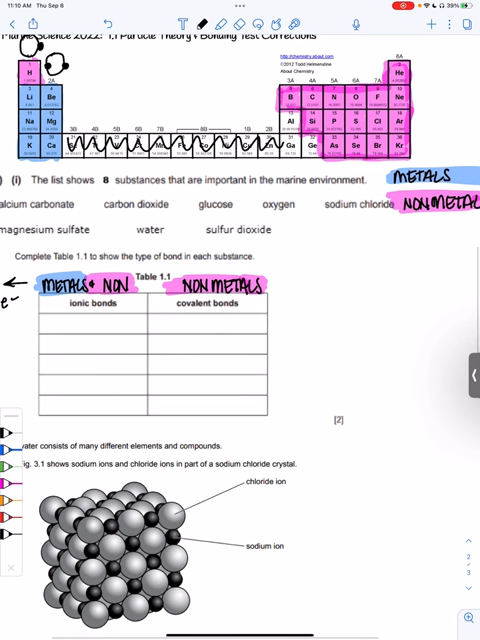 11:10 AM Thu Sep 8
39%
Marine Science 2022: 1.1 Particle Theory & Bonding Test Corrections
http://chemistry.about.com
©2012 Todd Helmenstine
About Chemistry
8A
H He
2A 3A 4A 5A 6A 7A
Li Be B C N O F Ne
Na Mg Si P S Cl Ar
3B 4B 5B 6B 7B 8B 1B 2B Al
K Ca Ga Ge As Se Br Kr
(i) The list shows 8 substances that are important in the marine environment.
METALS
alcium carbonate carbon dioxide glucose oxygen sodium chloride
NONMETAL
magnesium sulfate water sulfur dioxide
Complete Table 1.1 to show the type of bond in each substance.
Table 1.1
METALS + NON NONMETALS
e⁻ ionic bonds covalent bonds
[2]
vater consists of many different elements and compounds.
ig. 3.1 shows sodium ions and chloride ions in part of a sodium chloride crystal.
chloride ion
sodium ion
2
3